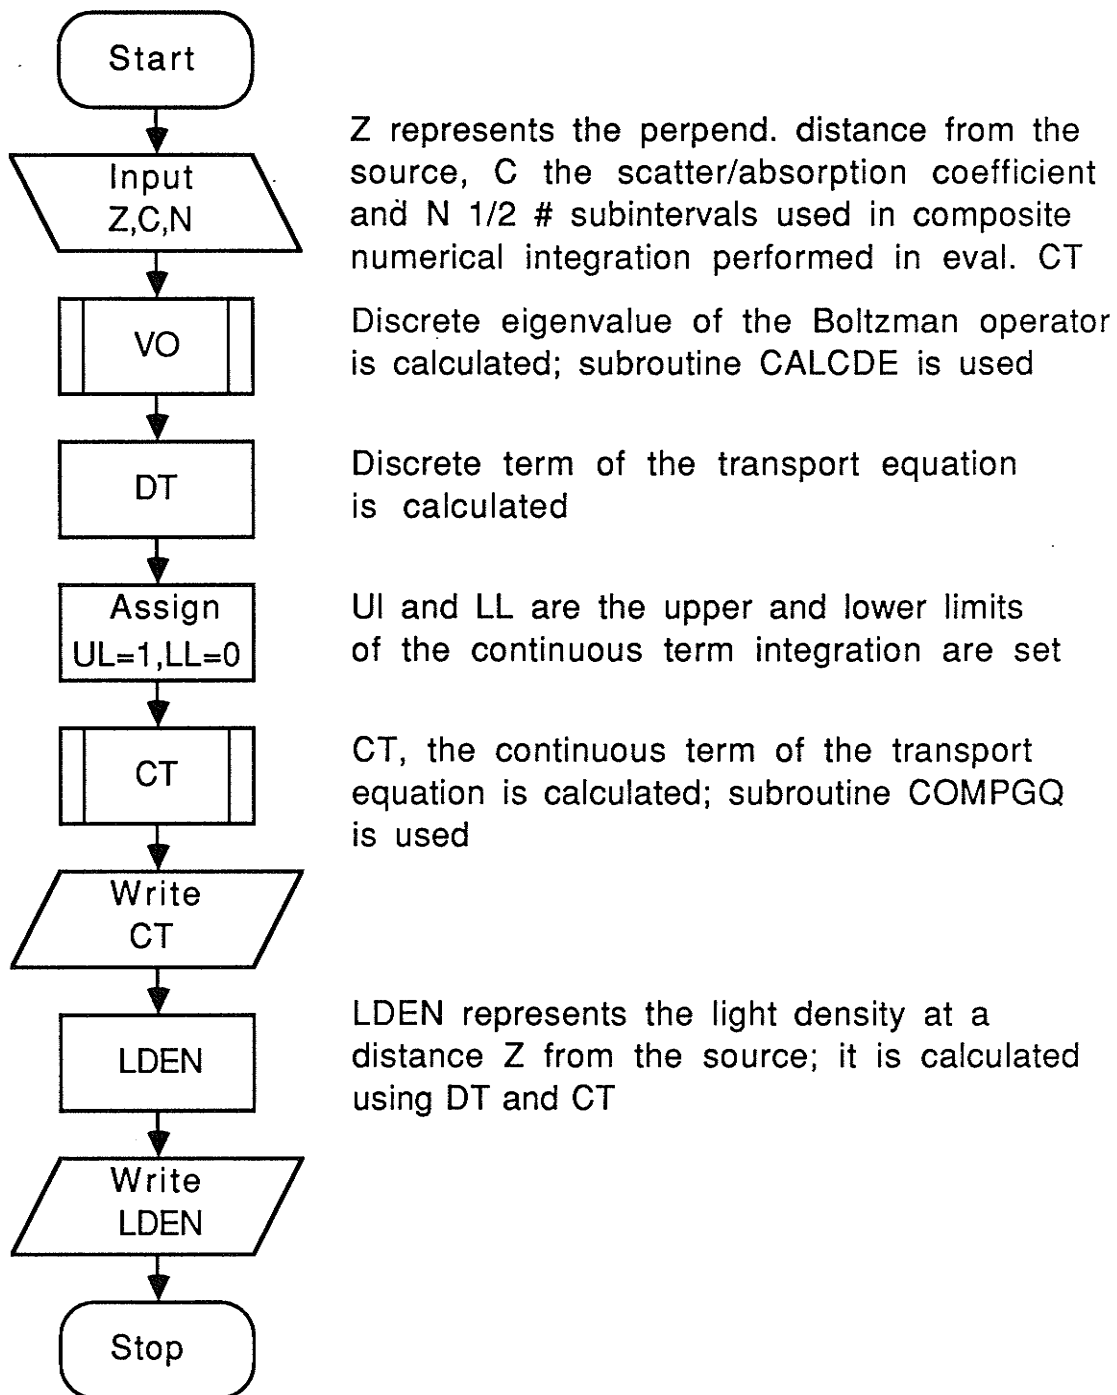 Start
Input
Z,C,N
Z represents the perpend. distance from the
source, C the scatter/absorption coefficient
and N 1/2 # subintervals used in composite
numerical integration performed in eval. CT
VO
Discrete eigenvalue of the Boltzman operator
is calculated; subroutine CALCDE is used
DT
Discrete term of the transport equation
is calculated
Assign
UL=1,LL=0
Ul and LL are the upper and lower limits
of the continuous term integration are set
CT
CT, the continuous term of the transport
equation is calculated; subroutine COMPGQ
is used
Write
CT
LDEN
LDEN represents the light density at a
distance Z from the source; it is calculated
using DT and CT
Write
LDEN
Stop